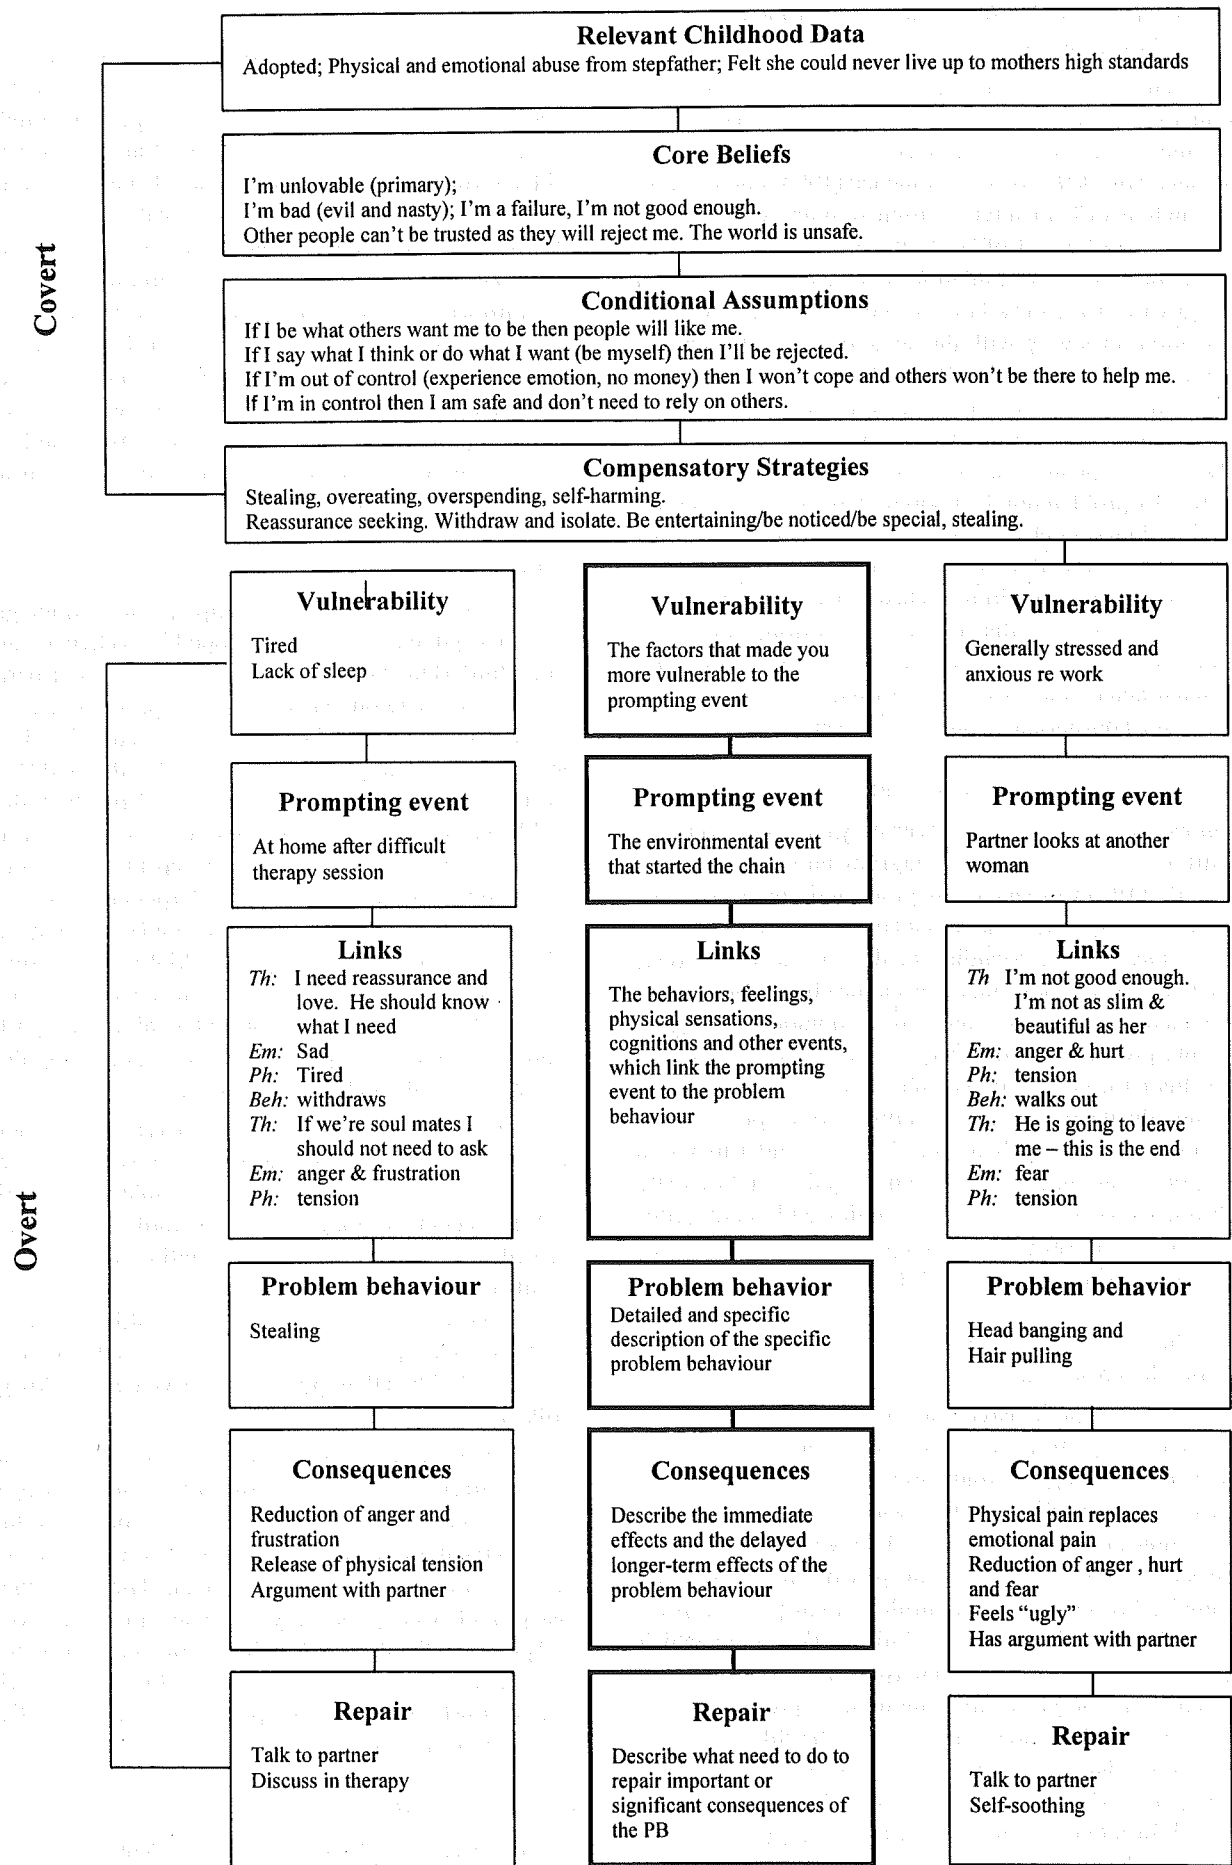 Relevant Childhood Data
Adopted; Physical and emotional abuse from stepfather; Felt she could never live up to mothers high standards
Core Beliefs
I'm unlovable (primary);
I'm bad (evil and nasty); I'm a failure, I'm not good enough.
Other people can't be trusted as they will reject me. The world is unsafe.
Covert
Conditional Assumptions
If I be what others want me to be then people will like me.
If I say what I think or do what I want (be myself) then I'll be rejected.
If I'm out of control (experience emotion, no money) then I won't cope and others won't be there to help me.
If I'm in control then I am safe and don't need to rely on others.
Compensatory Strategies
Stealing, overeating, overspending, self-harming.
Reassurance seeking. Withdraw and isolate. Be entertaining/be noticed/be special, stealing.
Overt
Vulnerability
Tired
Lack of sleep
Prompting event
At home after difficult
therapy session
Links
Th: I need reassurance and
love. He should know
what I need
Em: Sad
Ph: Tired
Beh: withdraws
Th: If we're soul mates I
should not need to ask
Em: anger & frustration
Ph: tension
Problem behaviour
Stealing
Consequences
Reduction of anger and
frustration
Release of physical tension
Argument with partner
Repair
Talk to partner
Discuss in therapy
Vulnerability
The factors that made you
more vulnerable to the
prompting event
Prompting event
The environmental event
that started the chain
Links
The behaviors, feelings,
physical sensations,
cognitions and other events,
which link the prompting
event to the problem
behaviour
Problem behavior
Detailed and specific
description of the specific
problem behaviour
Consequences
Describe the immediate
effects and the delayed
longer-term effects of the
problem behaviour
Repair
Describe what need to do to
repair important or
significant consequences of
the PB
Vulnerability
Generally stressed and
anxious re work
Prompting event
Partner looks at another
woman
Links
Th I'm not good enough.
I'm not as slim &
beautiful as her
Em: anger & hurt
Ph: tension
Beh: walks out
Th: He is going to leave
me – this is the end
Em: fear
Ph: tension
Problem behavior
Head banging and
Hair pulling
Consequences
Physical pain replaces
emotional pain
Reduction of anger , hurt
and fear
Feels "ugly"
Has argument with partner
Repair
Talk to partner
Self-soothing